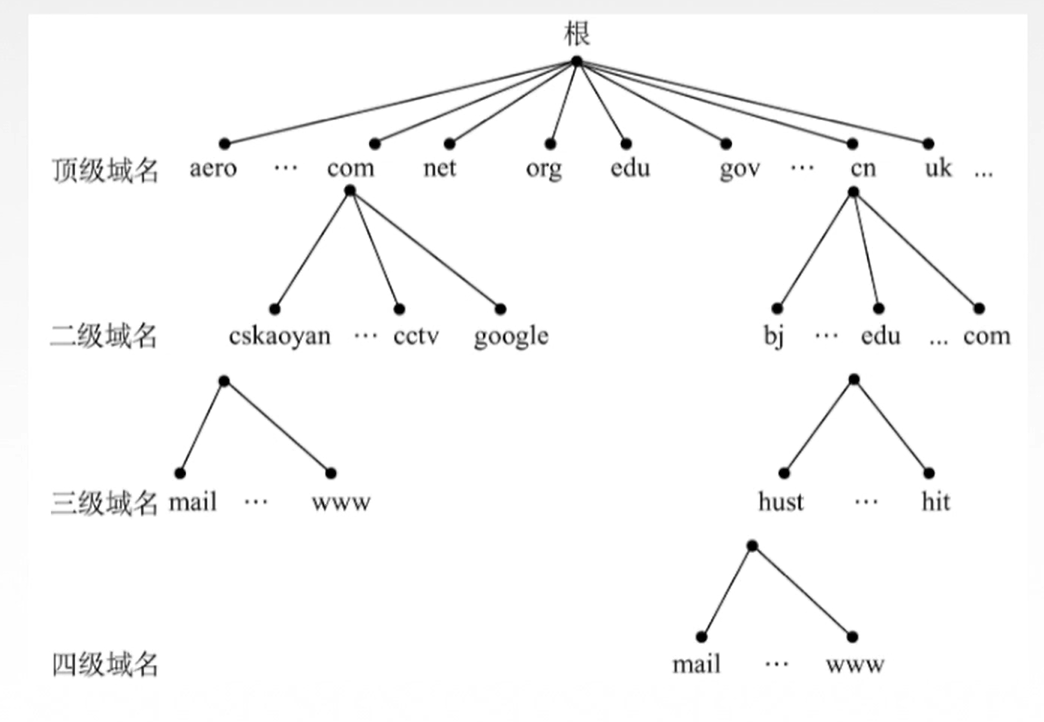 根
顶级域名 aero … com net org edu gov … cn uk ...
二级域名 cskaoyan … cctv google bj … edu ... com
三级域名 mail … www hust … hit
四级域名 mail … www